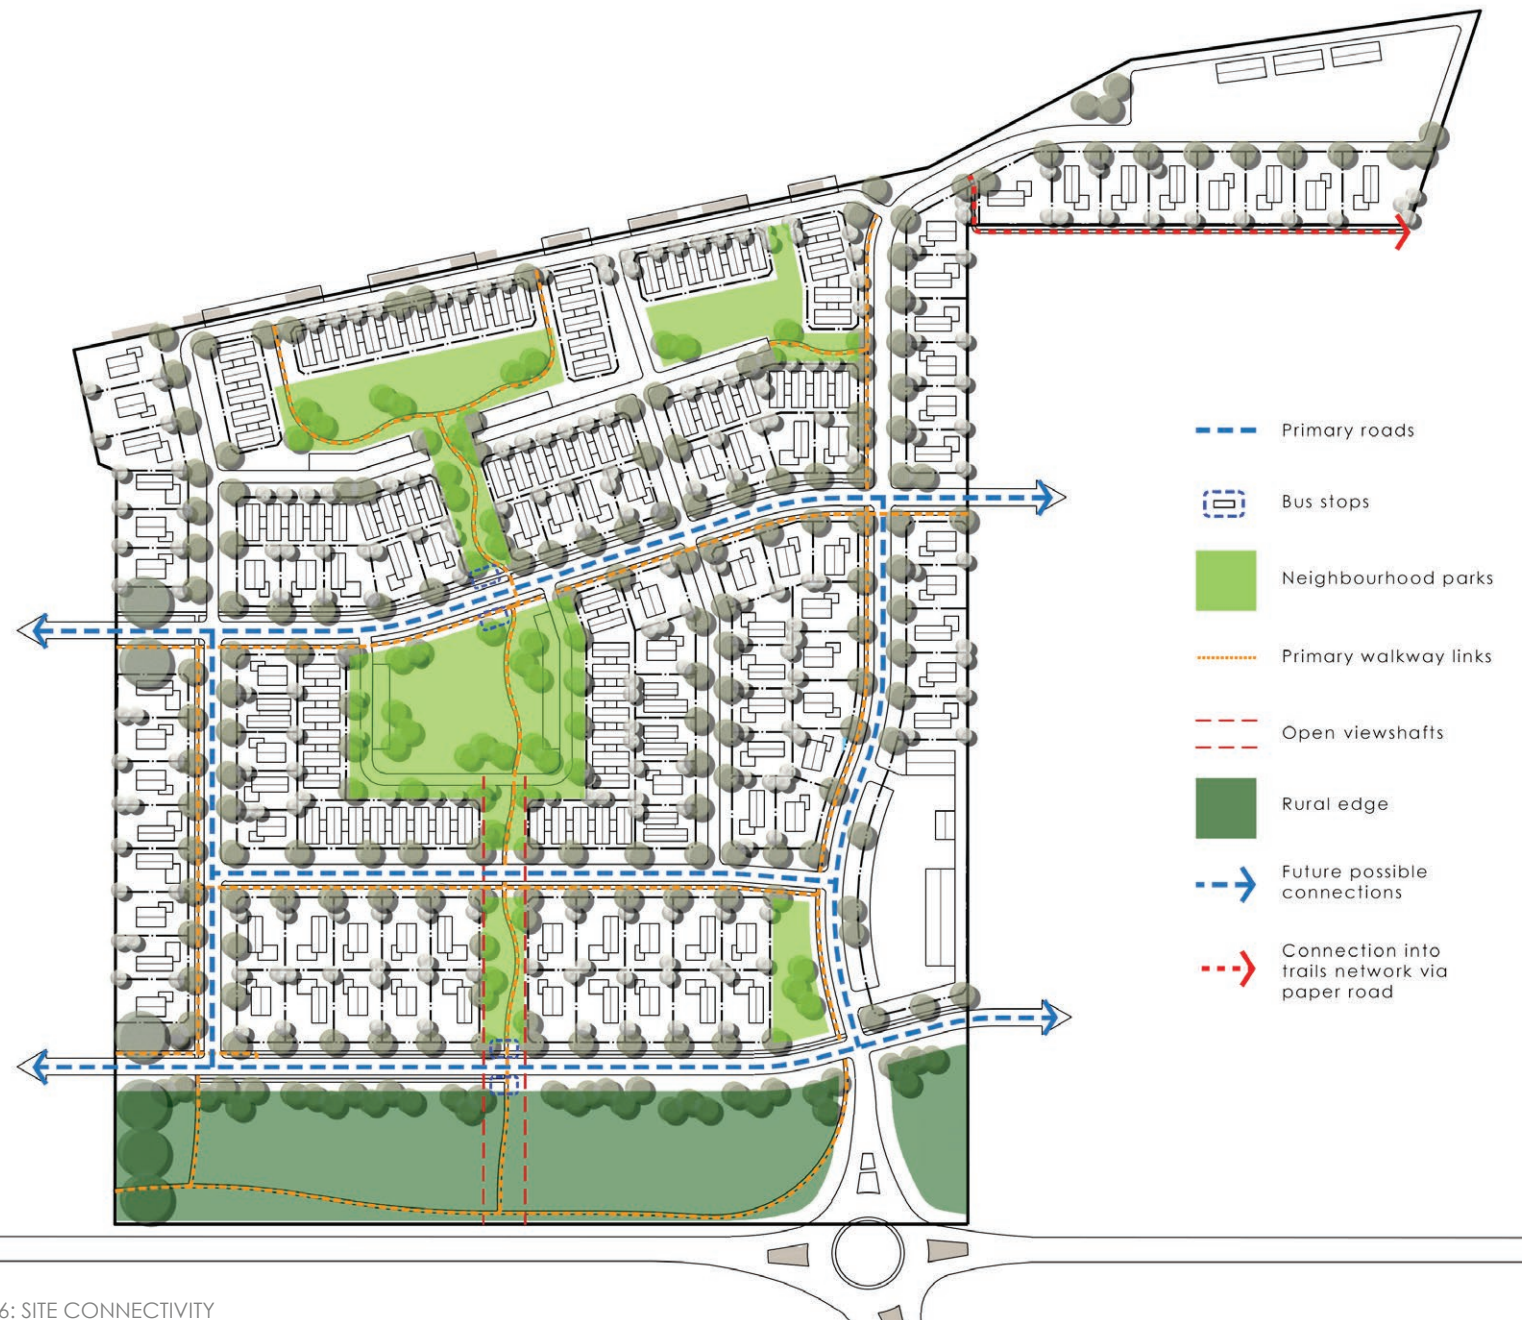 Primary roads
Bus stops
Neighbourhood parks
Primary walkway links
Open viewshafts
Rural edge
Future possible
connections
Connection into
trails network via
paper road
6: SITE CONNECTIVITY